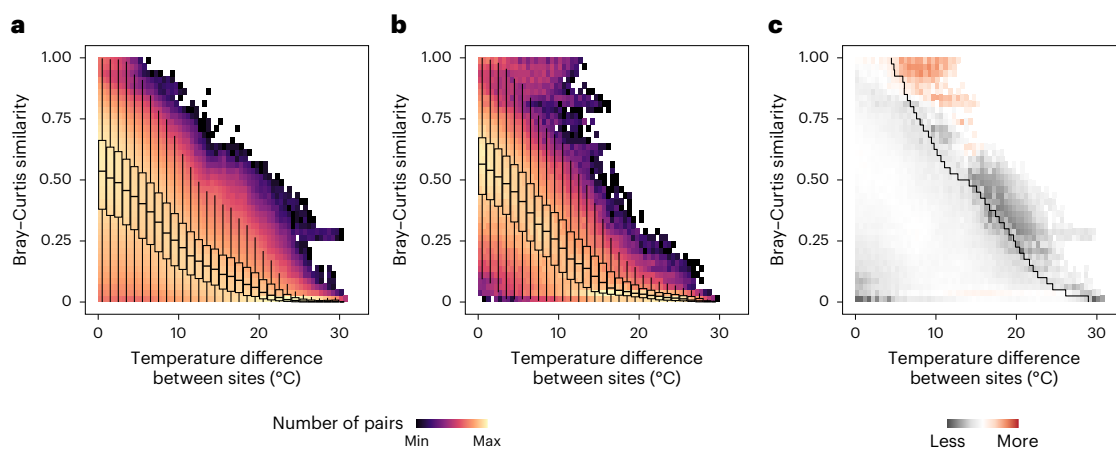 a
1.00
0.75
0.50
0.25
0
Bray–Curtis similarity
0
10
20
30
Temperature difference
between sites (°C)
b
1.00
0.75
0.50
0.25
0
Bray–Curtis similarity
0
10
20
30
Temperature difference
between sites (°C)
c
1.00
0.75
0.50
0.25
0
Bray–Curtis similarity
0
10
20
30
Temperature difference
between sites (°C)
Number of pairs
Min
Max
Less
More